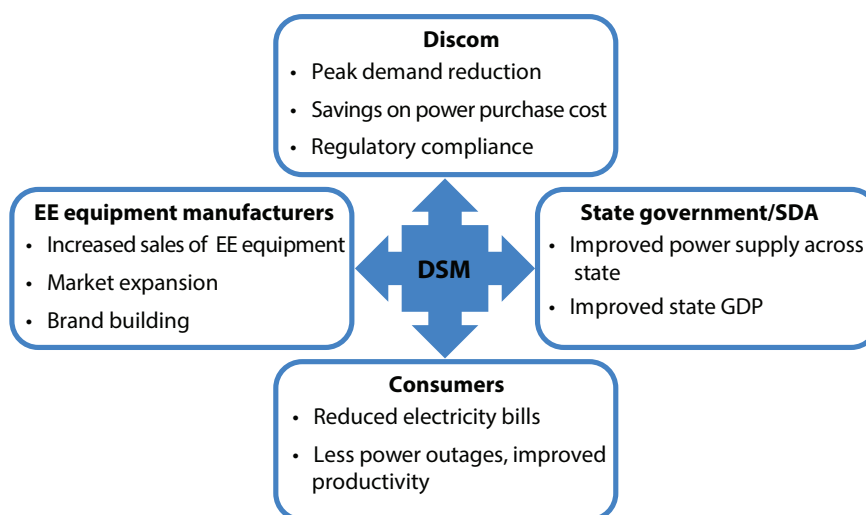 Discom
• Peak demand reduction
• Savings on power purchase cost
• Regulatory compliance
EE equipment manufacturers
• Increased sales of EE equipment
• Market expansion
• Brand building
DSM
State government/SDA
• Improved power supply across
state
• Improved state GDP
Consumers
• Reduced electricity bills
• Less power outages, improved
productivity